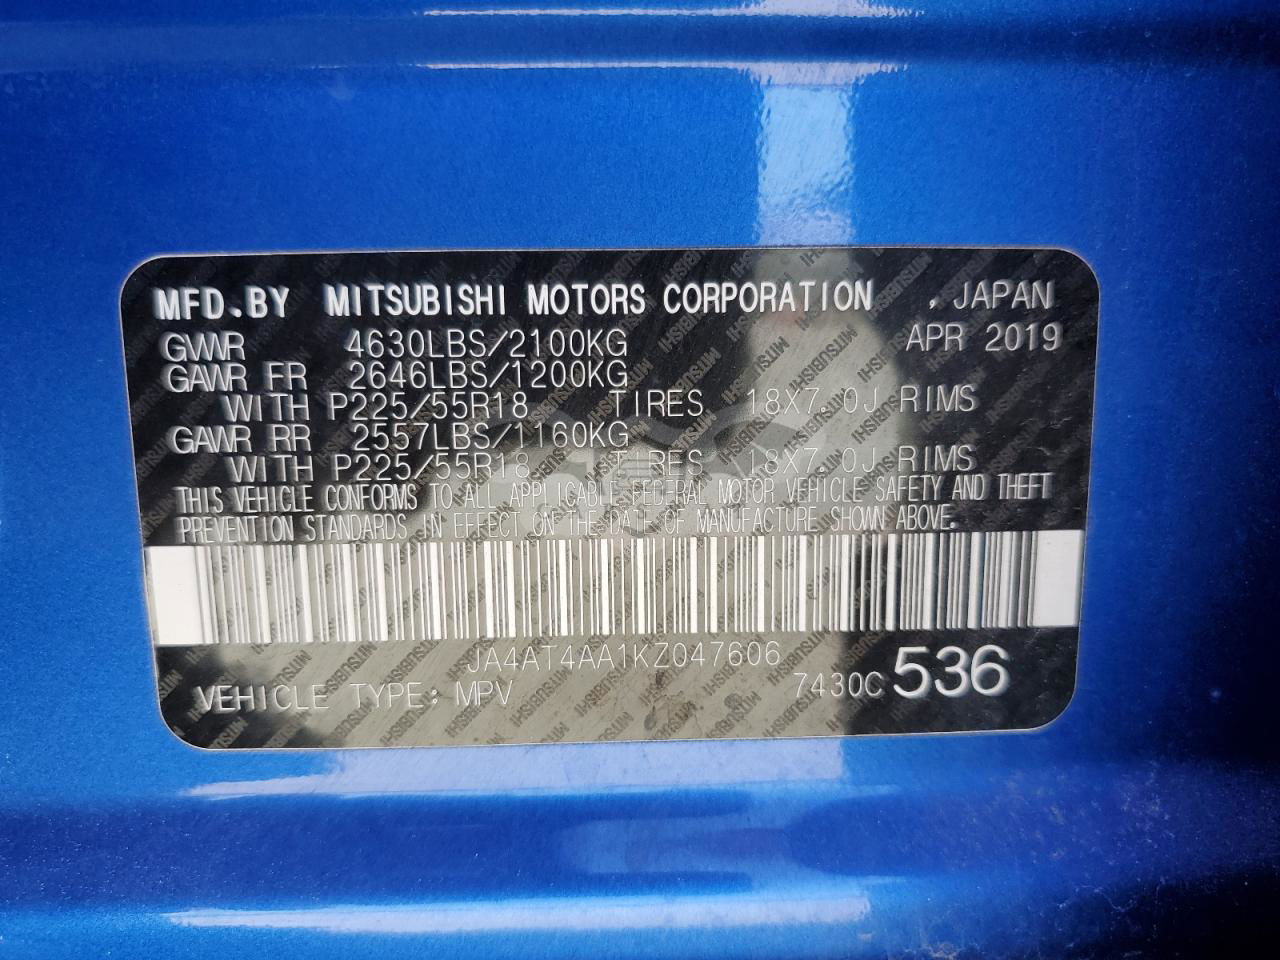 MFD.BY MITSUBISHI MOTORS CORPORATION , JAPAN
GVWR 4630LBS/2100KG APR 2019
GAWR FR 2646LBS/1200KG
WITH P225/55R18 TIRES 18X7.0J RIMS
GAWR RR 2557LBS/1160KG
WITH P225/55R18 TIRES 18X7.0J RIMS
THIS VEHICLE CONFORMS TO ALL APPLICABLE FEDERAL MOTOR VEHICLE SAFETY AND THEFT
PREVENTION STANDARDS IN EFFECT ON THE DATE OF MANUFACTURE SHOWN ABOVE.
JA4AT4AA1KZ047606
VEHICLE TYPE: MPV 7430C 536